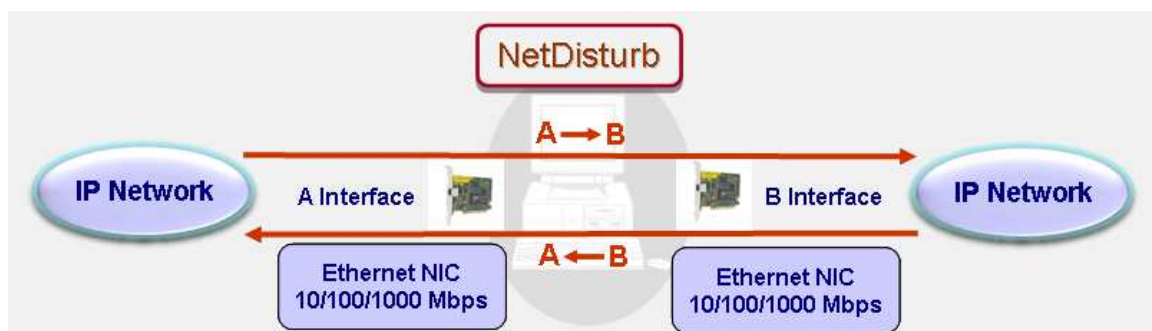 NetDisturb
A → B
IP Network
A Interface
B Interface
IP Network
A ← B
Ethernet NIC
10/100/1000 Mbps
Ethernet NIC
10/100/1000 Mbps